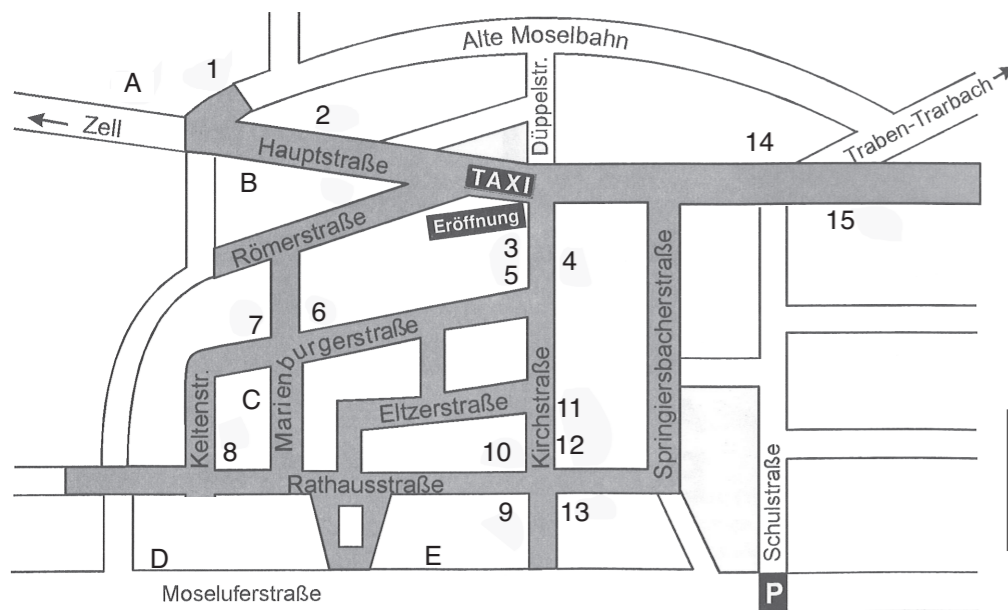 Alte Moselbahn
1
A
2
Düppelstr.
Traben-Trarbach
Zell
Hauptstraße
14
B
TAXI
Eröffnung
15
Römerstraße
3
4
5
6
7
Marienburgerstraße
Springiersbacherstraße
Keltenstr.
C
Eltzerstraße
Kirchstraße
11
8
10
12
Schulstraße
Rathausstraße
9
13
D
E
Moseluferstraße
P